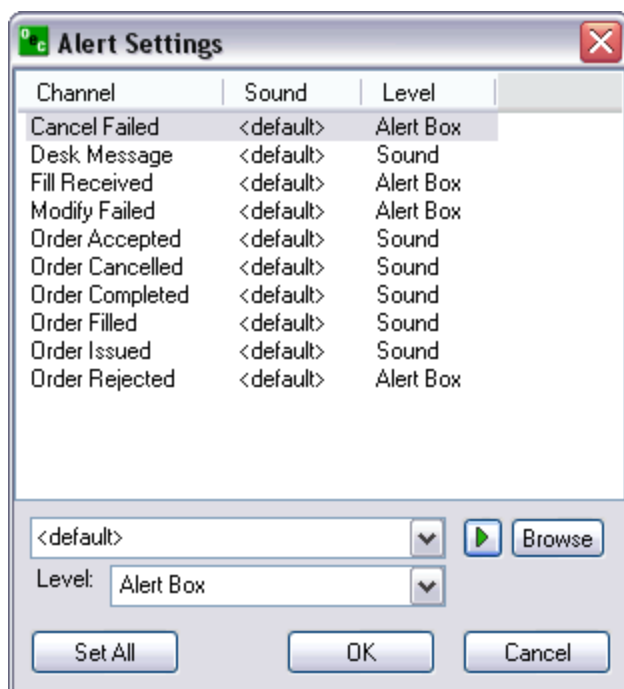 Oec Alert Settings
Channel Sound Level
Cancel Failed <default> Alert Box
Desk Message <default> Sound
Fill Received <default> Alert Box
Modify Failed <default> Alert Box
Order Accepted <default> Sound
Order Cancelled <default> Sound
Order Completed <default> Sound
Order Filled <default> Sound
Order Issued <default> Sound
Order Rejected <default> Alert Box
<default> Browse
Level: Alert Box
Set All OK Cancel